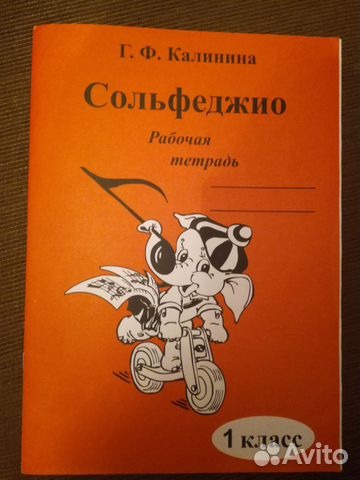 Г. Ф. Калинина
Сольфеджио
Рабочая
тетрадь
1 класс
Avito